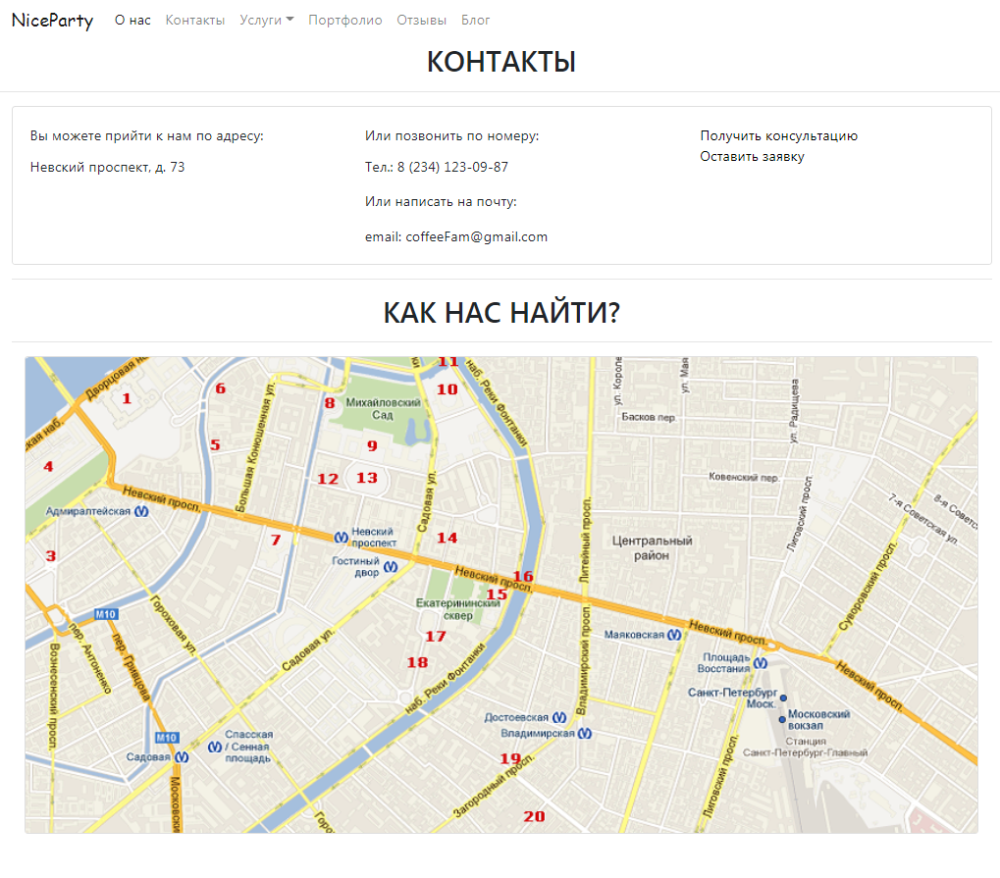 NiceParty О нас Контакты Услуги Портфолио Отзывы Блог
КОНТАКТЫ
Вы можете прийти к нам по адресу:
Невский проспект, д. 73
Или позвонить по номеру:
Тел.: 8 (234) 123-09-87
Или написать на почту:
email: coffeeFam@gmail.com
Получить консультацию
Оставить заявку
КАК НАС НАЙТИ?
Дворцовая
1
6
8
Михайловский
Сад
11
10
наб. Реки Фонтанки
ул. Мая
Басков пер.
ул. Радищева
4
5
Большая Конюшенная ул.
9
12
13
Садовая ул.
Ковенский пер.
Лиговский просп.
7-я Советская ул.
8-я Советс
Невский просп.
Адмиралтейская
3
7
Невский
проспект
Гостиный
двор
14
Литейный просп.
Центральный
район
Суворовский просп.
16
Невский просп.
15
Екатерининский
сквер
17
18
M10
Гороховая ул.
пер. Антоненко
пер. Гривцова
Вознесенский просп.
Садовая ул.
наб. Реки Фонтанки
Владимирский просп.
Маяковская
Невский просп.
Площадь
Восстания
Невский просп.
Санкт-Петербург
Моск.
Московский
вокзал
Станция
Санкт-Петербург-Главный
M10
Садовая
Спасская
/ Сенная
площадь
Московски
Достоевская
Владимирская
19
Загородный просп.
20
Лиговский просп.
Горо